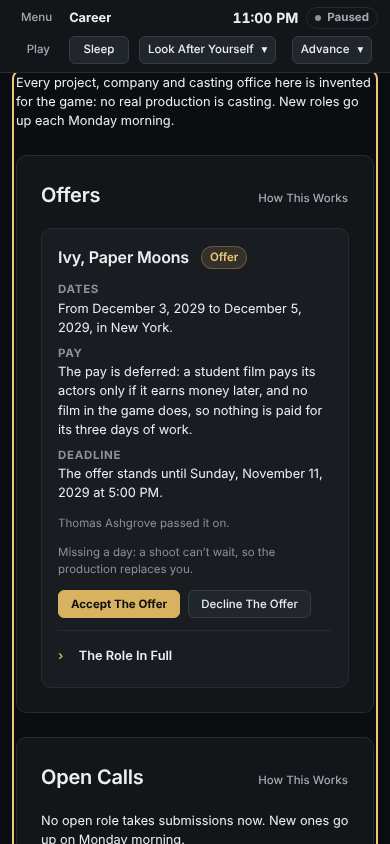 Menu Career 11:00 PM Paused
Play Sleep Look After Yourself Advance
Every project, company and casting office here is invented
for the game: no real production is casting. New roles go
up each Monday morning.
Offers How This Works
Ivy, Paper Moons Offer
DATES
From December 3, 2029 to December 5,
2029, in New York.
PAY
The pay is deferred: a student film pays its
actors only if it earns money later, and no
film in the game does, so nothing is paid for
its three days of work.
DEADLINE
The offer stands until Sunday, November 11,
2029 at 5:00 PM.
Thomas Ashgrove passed it on.
Missing a day: a shoot can't wait, so the
production replaces you.
Accept The Offer Decline The Offer
The Role In Full
Open Calls How This Works
No open role takes submissions now. New ones go
up on Monday morning.